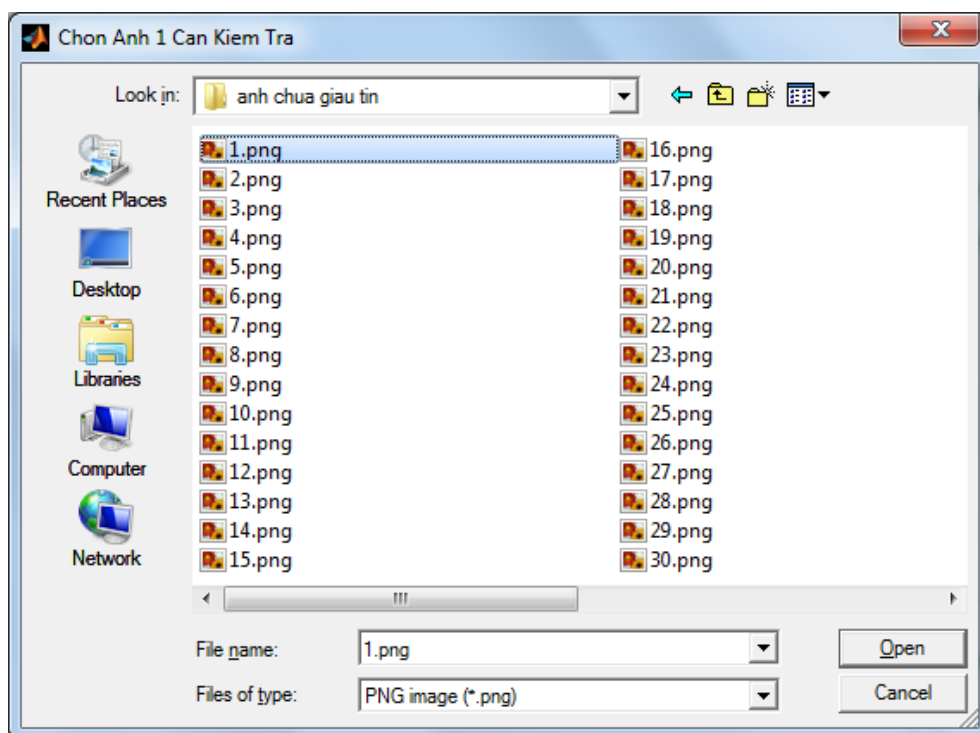 Chon Anh 1 Can Kiem Tra
Look in:
anh chua giau tin
Recent Places
Desktop
Libraries
Computer
Network
1.png
2.png
3.png
4.png
5.png
6.png
7.png
8.png
9.png
10.png
11.png
12.png
13.png
14.png
15.png
16.png
17.png
18.png
19.png
20.png
21.png
22.png
23.png
24.png
25.png
26.png
27.png
28.png
29.png
30.png
File name:
1.png
Open
Files of type:
PNG image (*.png)
Cancel